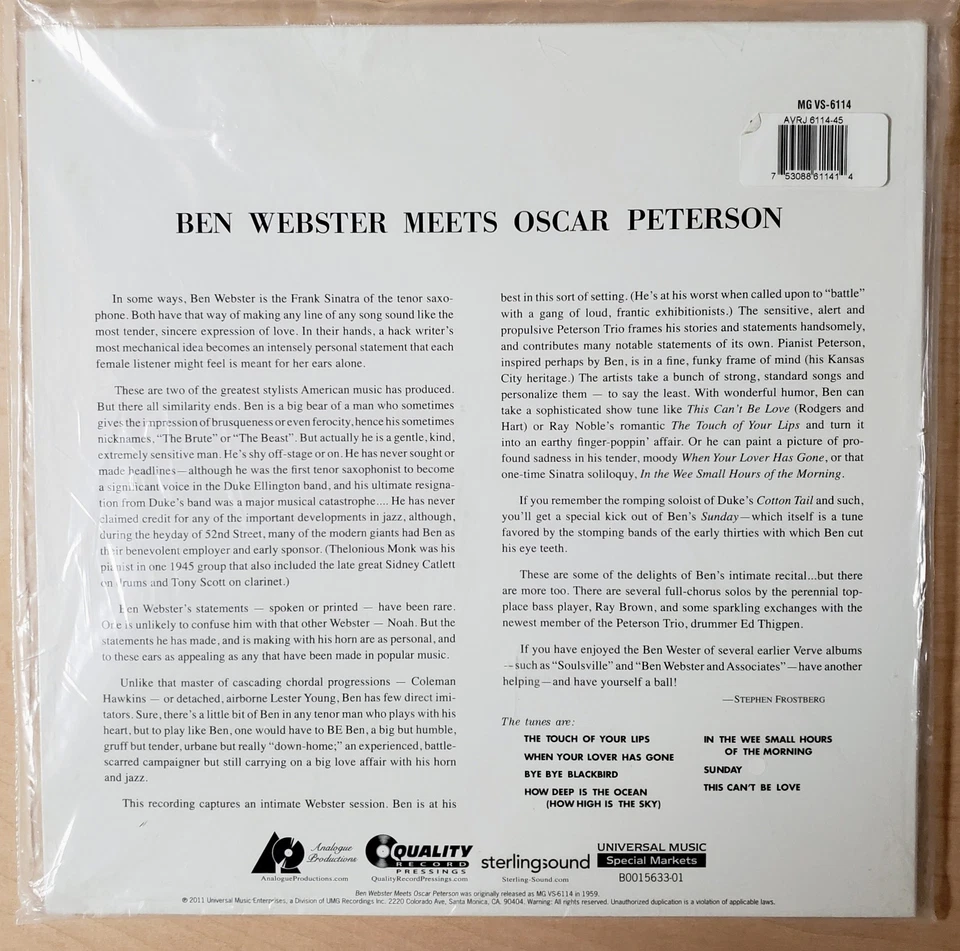 MG VS-6114
AVRJ 6114-45
7 53088 61141 4
BEN WEBSTER MEETS OSCAR PETERSON
In some ways, Ben Webster is the Frank Sinatra of the tenor saxo-
phone. Both have that way of making any line of any song sound like the
most tender, sincere expression of love. In their hands, a hack writer's
most mechanical idea becomes an intensely personal statement that each
female listener might feel is meant for her ears alone.
These are two of the greatest stylists American music has produced.
But there all similarity ends. Ben is a big bear of a man who sometimes
gives the impression of brusqueness or even ferocity, hence his sometimes
nicknames, "The Brute" or "The Beast". But actually he is a gentle, kind,
extremely sensitive man. He's shy off-stage or on. He has never sought or
made headlines—although he was the first tenor saxophonist to become
a significant voice in the Duke Ellington band, and his ultimate resigna-
tion from Duke's band was a major musical catastrophe.... He has never
claimed credit for any of the important developments in jazz, although,
during the heyday of 52nd Street, many of the modern giants had Ben as
their benevolent employer and early sponsor. (Thelonious Monk was his
pianist in one 1945 group that also included the late great Sidney Catlett
on drums and Tony Scott on clarinet.)
Ben Webster's statements — spoken or printed — have been rare.
One is unlikely to confuse him with that other Webster — Noah. But the
statements he has made, and is making with his horn are as personal, and
to these ears as appealing as any that have been made in popular music.
Unlike that master of cascading chordal progressions — Coleman
Hawkins — or detached, airborne Lester Young, Ben has few direct imi-
tators. Sure, there's a little bit of Ben in any tenor man who plays with his
heart, but to play like Ben, one would have to BE Ben, a big but humble,
gruff but tender, urbane but really "down-home;" an experienced, battle-
scarred campaigner but still carrying on a big love affair with his horn
and jazz.
This recording captures an intimate Webster session. Ben is at his
best in this sort of setting. (He's at his worst when called upon to "battle"
with a gang of loud, frantic exhibitionists.) The sensitive, alert and
propulsive Peterson Trio frames his stories and statements handsomely,
and contributes many notable statements of its own. Pianist Peterson,
inspired perhaps by Ben, is in a fine, funky frame of mind (his Kansas
City heritage.) The artists take a bunch of strong, standard songs and
personalize them — to say the least. With wonderful humor, Ben can
take a sophisticated show tune like This Can't Be Love (Rodgers and
Hart) or Ray Noble's romantic The Touch of Your Lips and turn it
into an earthy finger-poppin' affair. Or he can paint a picture of pro-
found sadness in his tender, moody When Your Lover Has Gone, or that
one-time Sinatra soliloquy, In the Wee Small Hours of the Morning.
If you remember the romping soloist of Duke's Cotton Tail and such,
you'll get a special kick out of Ben's Sunday—which itself is a tune
favored by the stomping bands of the early thirties with which Ben cut
his eye teeth.
These are some of the delights of Ben's intimate recital...but there
are more too. There are several full-chorus solos by the perennial top-
place bass player, Ray Brown, and some sparkling exchanges with the
newest member of the Peterson Trio, drummer Ed Thigpen.
If you have enjoyed the Ben Wester of several earlier Verve albums
—such as "Soulsville" and "Ben Webster and Associates"—have another
helping—and have yourself a ball!
—STEPHEN FROSTBERG
The tunes are:
THE TOUCH OF YOUR LIPS
WHEN YOUR LOVER HAS GONE
BYE BYE BLACKBIRD
HOW DEEP IS THE OCEAN
(HOW HIGH IS THE SKY)
IN THE WEE SMALL HOURS
OF THE MORNING
SUNDAY
THIS CAN'T BE LOVE
AP
Analogue
Productions
AnalogueProductions.com
QUALITY
RECORD
PRESSINGS
QualityRecordPressings.com
sterlingsound
Sterling-Sound.com
UNIVERSAL MUSIC
Special Markets
B0015633-01
Ben Webster Meets Oscar Peterson was originally released as MG VS-6114 in 1959.
℗ 2011 Universal Music Enterprises, a Division of UMG Recordings Inc. 2220 Colorado Ave, Santa Monica, CA. 90404. Warning: All rights reserved. Unauthorized duplication is a violation of applicable laws.